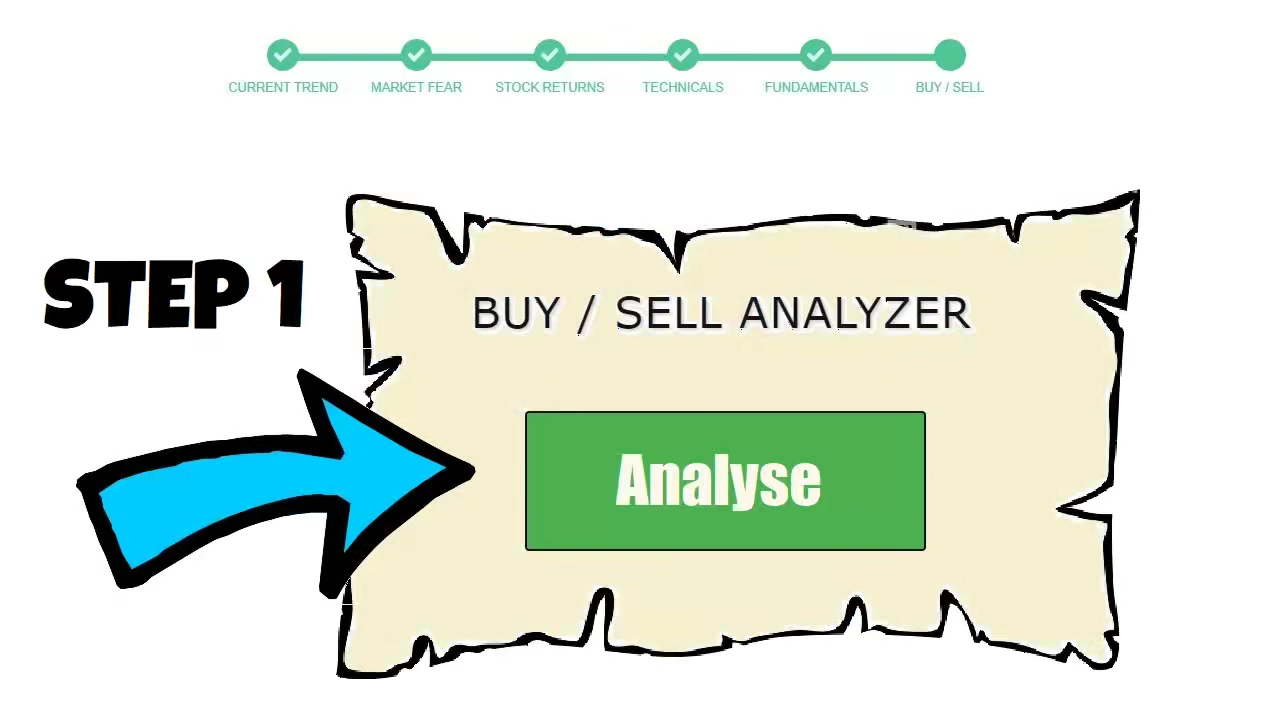 CURRENT TREND MARKET FEAR STOCK RETURNS TECHNICALS FUNDAMENTALS BUY / SELL
STEP 1
BUY / SELL ANALYZER
Analyse